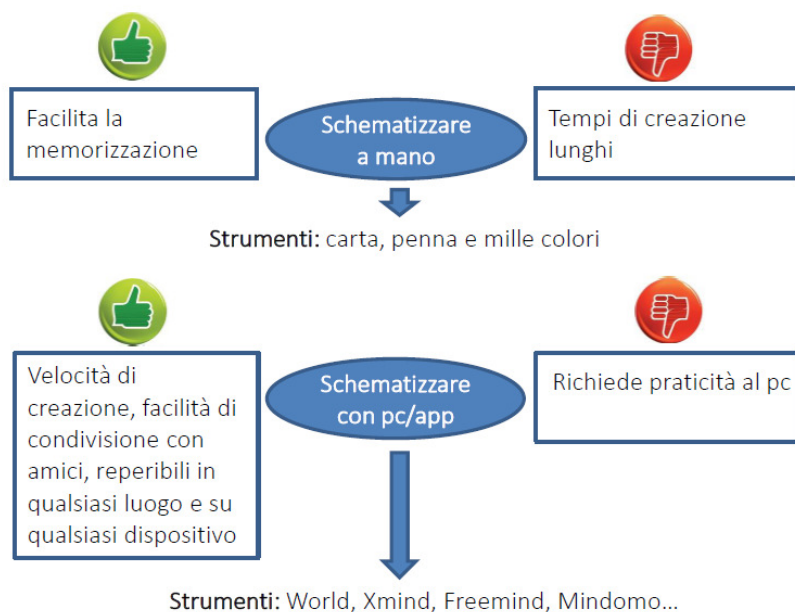 Facilita la
memorizzazione
Schematizzare
a mano
Tempi di creazione
lunghi
Strumenti: carta, penna e mille colori
Velocità di
creazione, facilità di
condivisione con
amici, reperibili in
qualsiasi luogo e su
qualsiasi dispositivo
Schematizzare
con pc/app
Richiede praticità al pc
Strumenti: World, Xmind, Freemind, Mindomo...